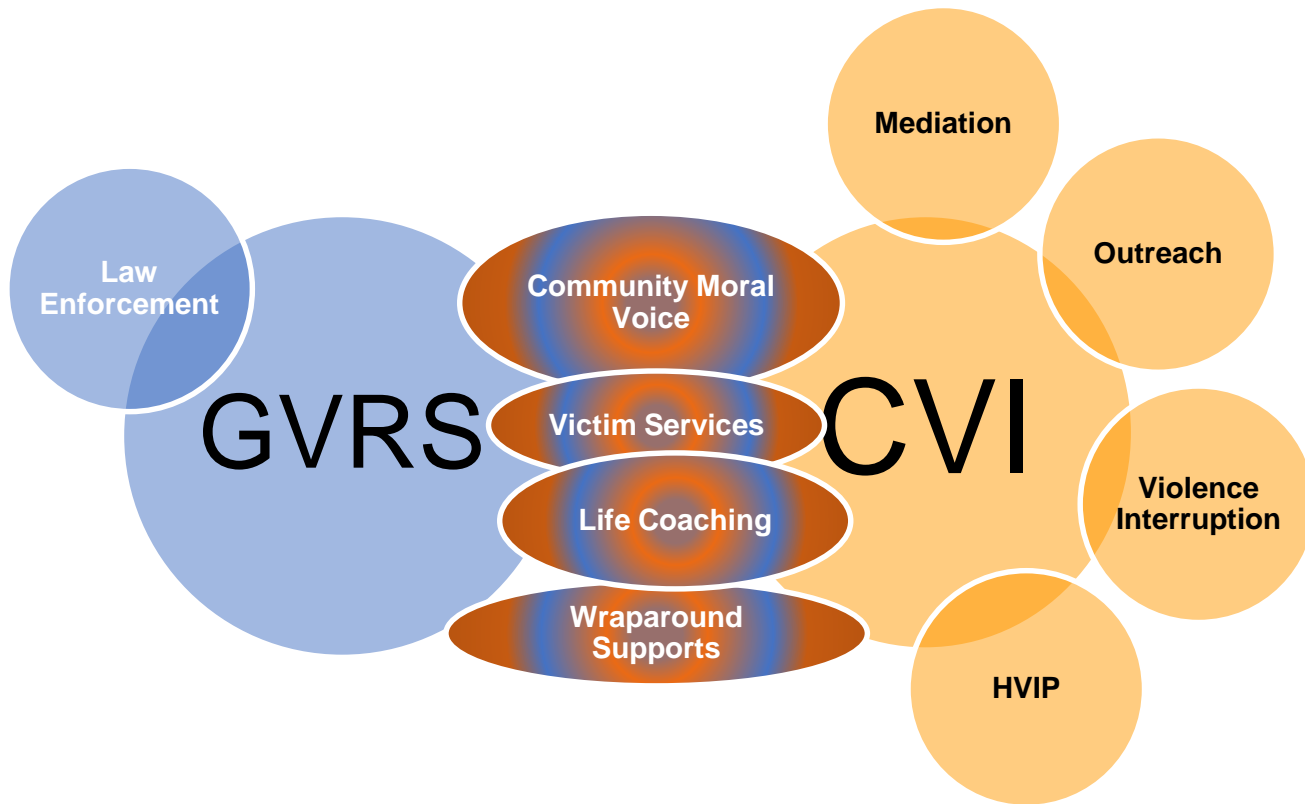 Law
Enforcement
GVRS
Community Moral
Voice
Victim Services
Life Coaching
Wraparound
Supports
CVI
Mediation
Outreach
Violence
Interruption
HVIP